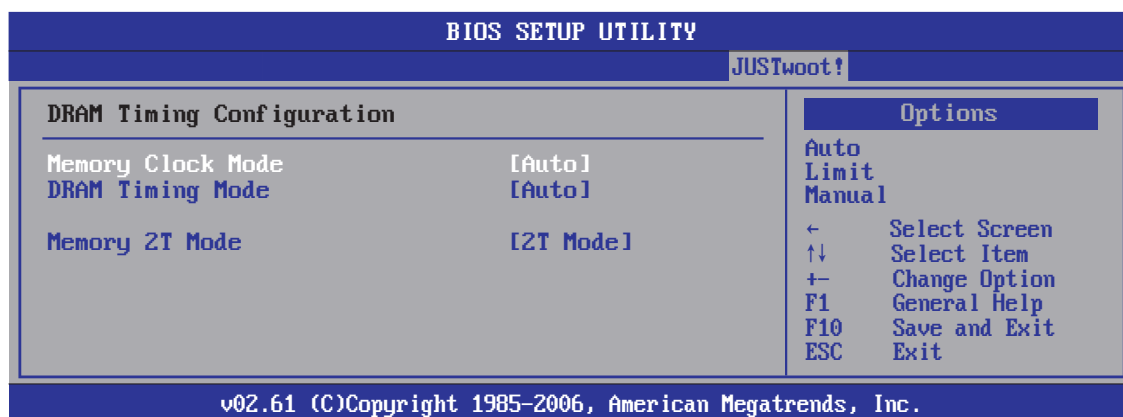 BIOS SETUP UTILITY
JUSTwoot!
DRAM Timing Configuration
Memory Clock Mode [Auto]
DRAM Timing Mode [Auto]
Memory 2T Mode [2T Mode]
Options
Auto
Limit
Manual
← Select Screen
↑↓ Select Item
+- Change Option
F1 General Help
F10 Save and Exit
ESC Exit
v02.61 (C)Copyright 1985-2006, American Megatrends, Inc.